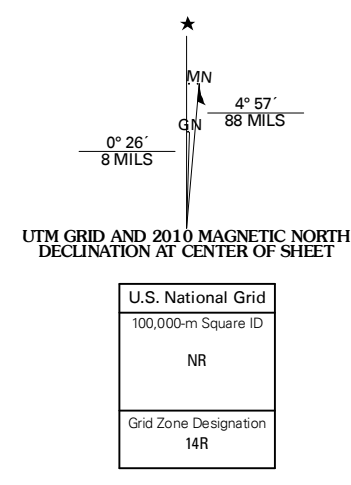 MN
4° 57´
88 MILS
GN
0° 26´
8 MILS
UTM GRID AND 2010 MAGNETIC NORTH
DECLINATION AT CENTER OF SHEET
U.S. National Grid
100,000-m Square ID
NR
Grid Zone Designation
14R